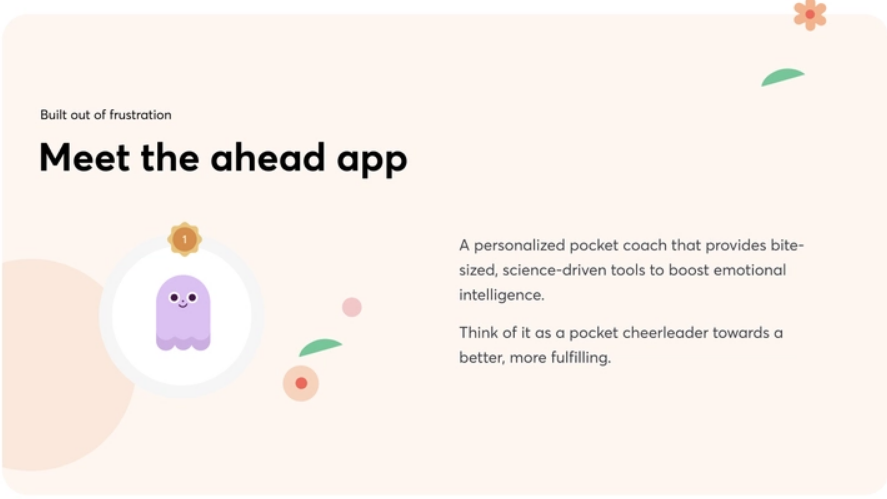 Built out of frustration
Meet the ahead app
1
A personalized pocket coach that provides bite-
sized, science-driven tools to boost emotional
intelligence.
Think of it as a pocket cheerleader towards a
better, more fulfilling.